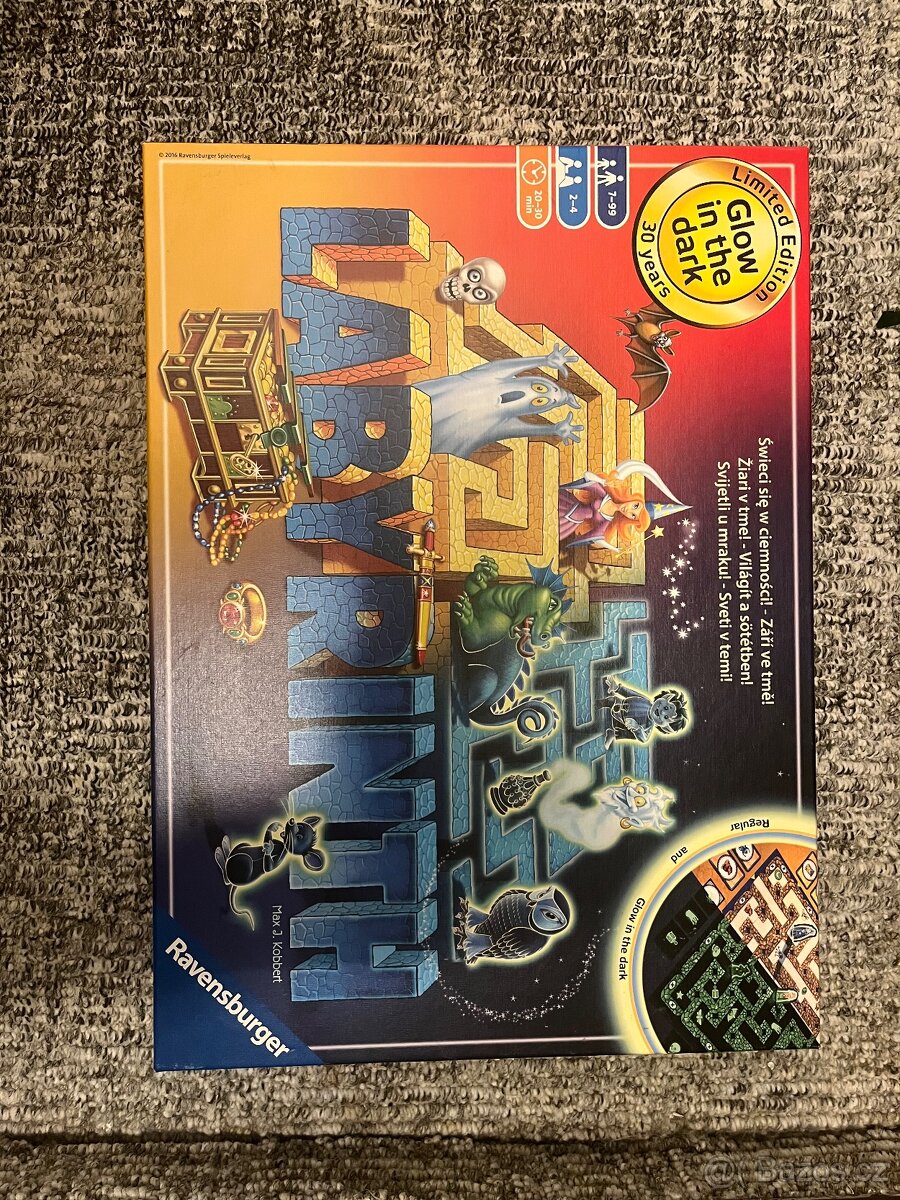 © 2016 Ravensburger Spieleverlag
20–30
min
2–4
7–99
Limited Edition
Glow
in the
dark
30 years
LABYRINTH
Świeci się w ciemności! - Září ve tmě!
Žiari v tme! - Világít a sötétben!
Svijetli u mraku! - Sveti v temi!
Regular
and
Glow in the dark
Max J. Kobbert
Ravensburger
Bazos.cz